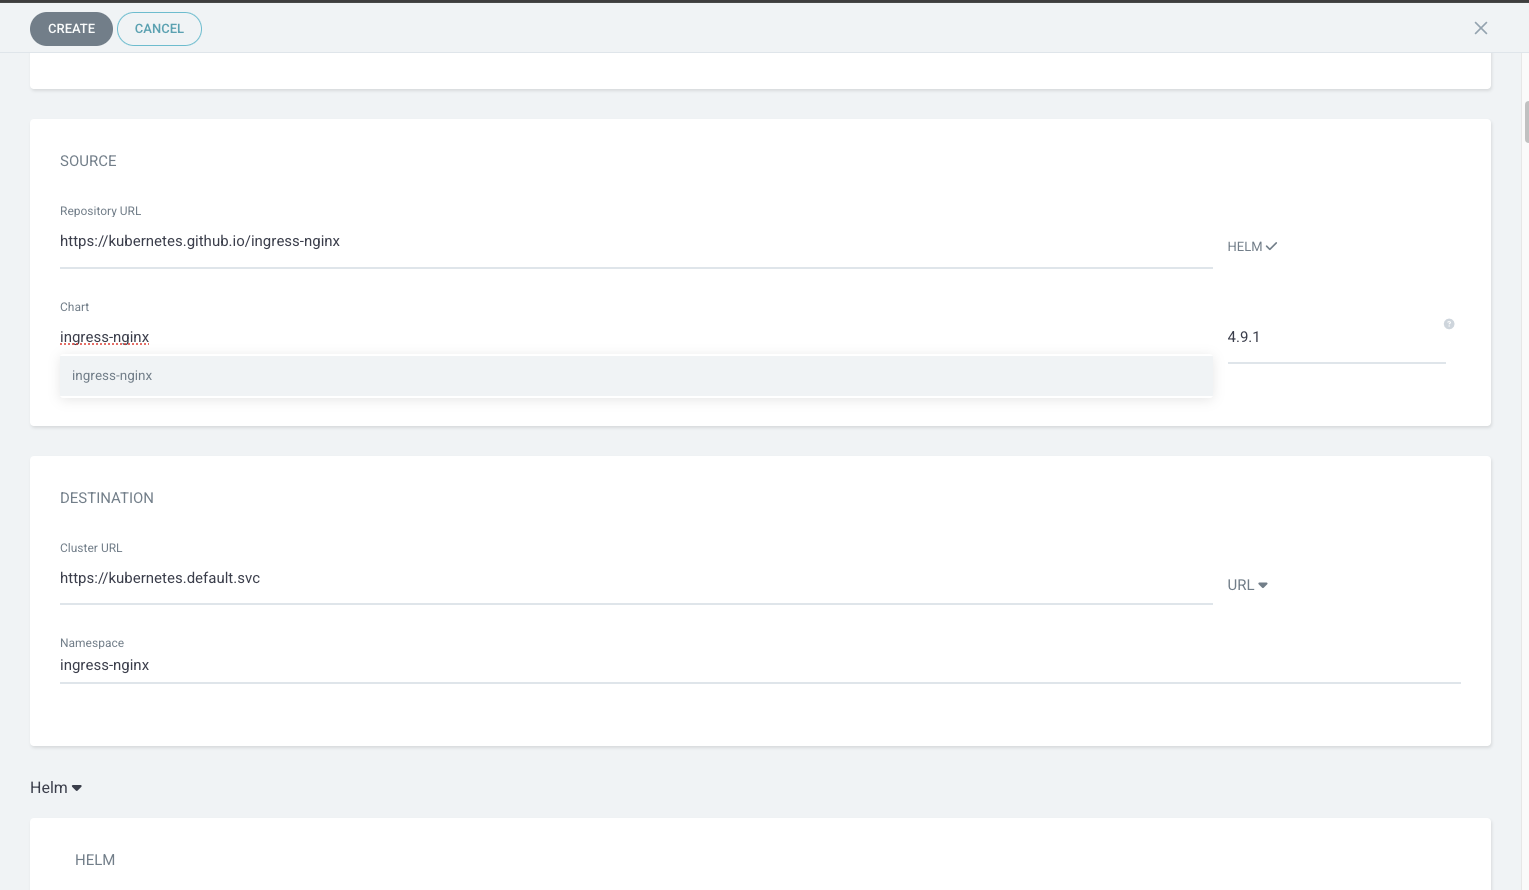 CREATE CANCEL
SOURCE
Repository URL
https://kubernetes.github.io/ingress-nginx
HELM
Chart
ingress-nginx
4.9.1
?
ingress-nginx
DESTINATION
Cluster URL
https://kubernetes.default.svc
URL
Namespace
ingress-nginx
Helm
HELM